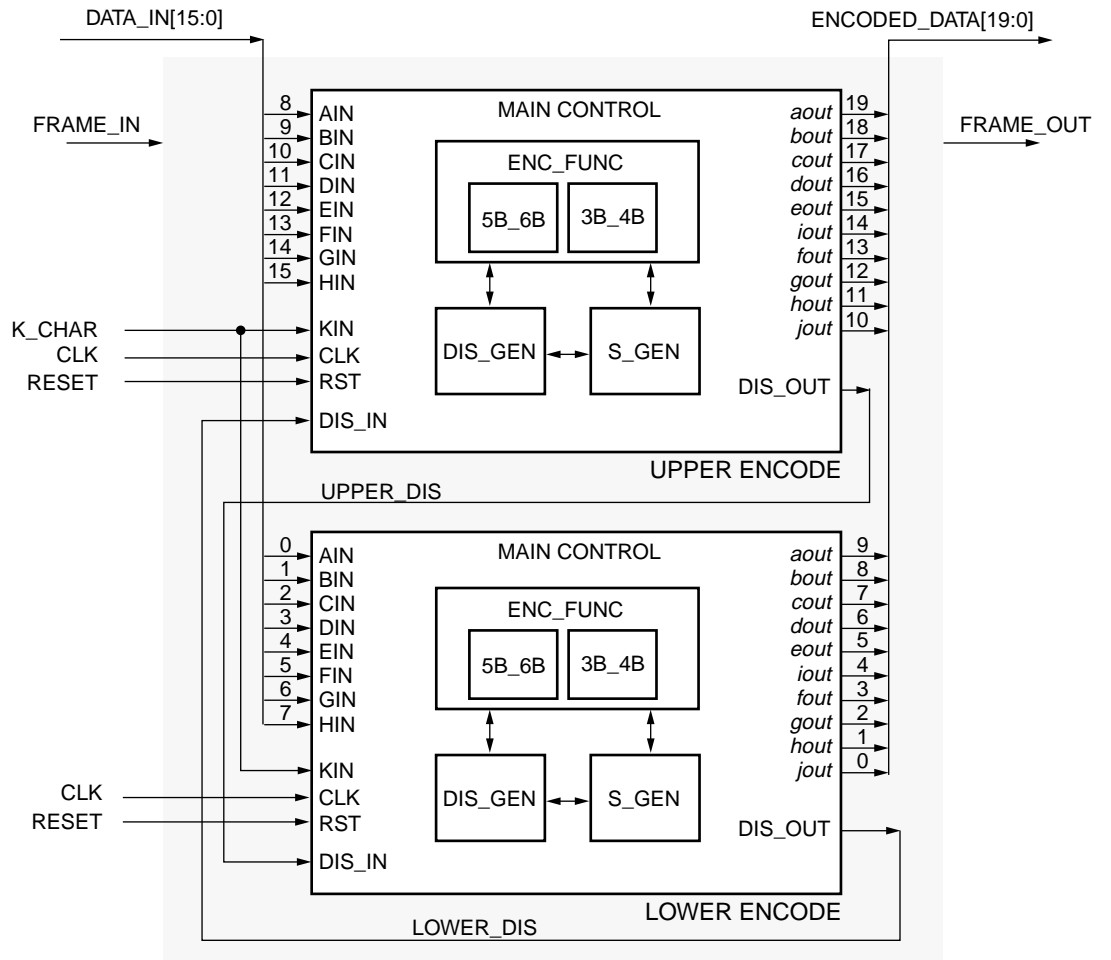 DATA_IN[15:0]
ENCODED_DATA[19:0]
FRAME_IN
FRAME_OUT
MAIN CONTROL
8 AIN
9 BIN
10 CIN
11 DIN
12 EIN
13 FIN
14 GIN
15 HIN
ENC_FUNC
5B_6B
3B_4B
aout 19
bout 18
cout 17
dout 16
eout 15
iout 14
fout 13
gout 12
hout 11
jout 10
K_CHAR
KIN
CLK
CLK
RESET
RST
DIS_IN
DIS_GEN
S_GEN
DIS_OUT
UPPER ENCODE
UPPER_DIS
MAIN CONTROL
0 AIN
1 BIN
2 CIN
3 DIN
4 EIN
5 FIN
6 GIN
7 HIN
ENC_FUNC
5B_6B
3B_4B
aout 9
bout 8
cout 7
dout 6
eout 5
iout 4
fout 3
gout 2
hout 1
jout 0
KIN
CLK
CLK
RESET
RST
DIS_IN
DIS_GEN
S_GEN
DIS_OUT
LOWER ENCODE
LOWER_DIS